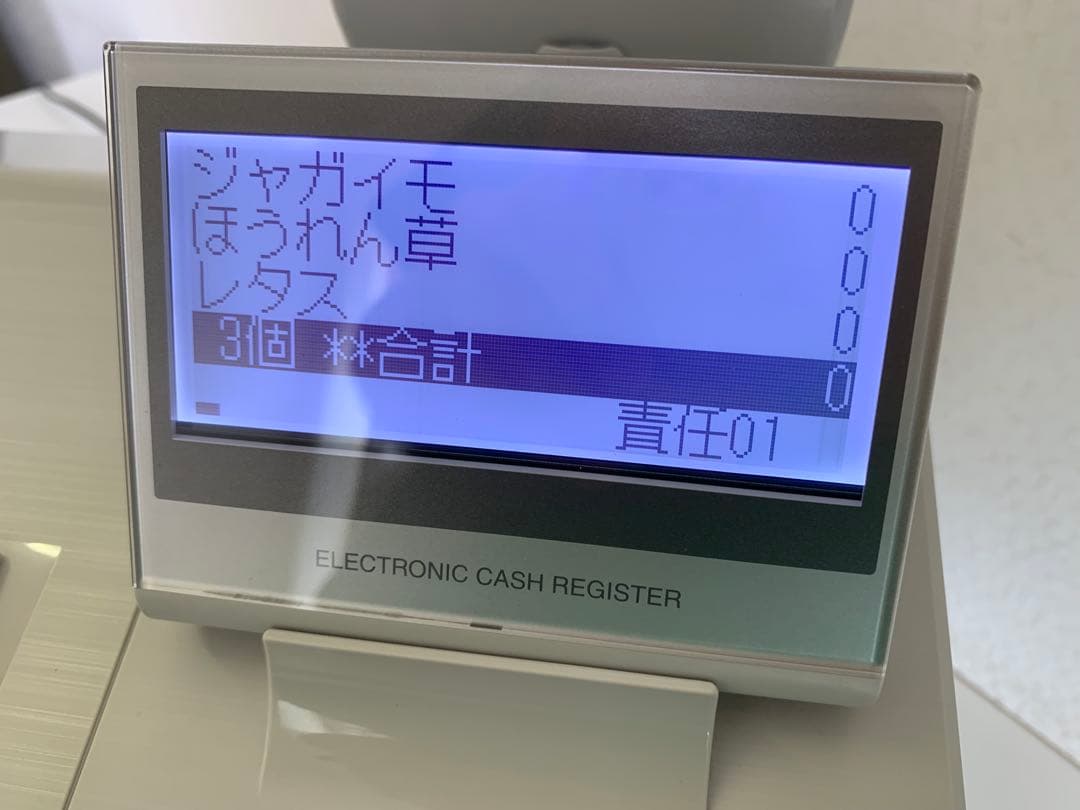 ジャガイモ 0
ほうれん草 0
レタス 0
3個 **合計 0
責任01
ELECTRONIC CASH REGISTER